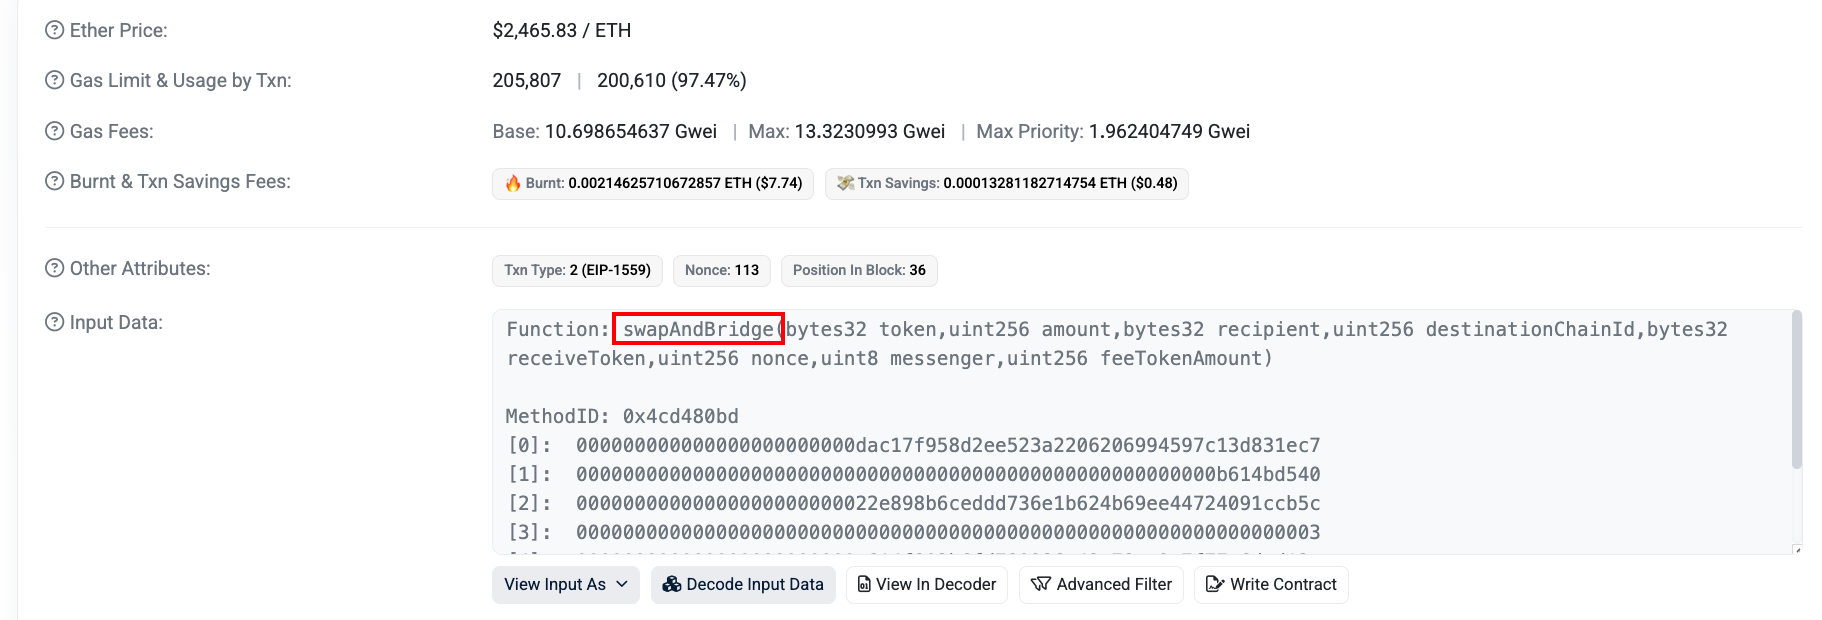 Ether Price: $2,465.83 / ETH
Gas Limit & Usage by Txn: 205,807 | 200,610 (97.47%)
Gas Fees: Base: 10.698654637 Gwei | Max: 13.3230993 Gwei | Max Priority: 1.962404749 Gwei
Burnt & Txn Savings Fees: Burnt: 0.00214625710672857 ETH ($7.74) Txn Savings: 0.00013281182714754 ETH ($0.48)
Other Attributes: Txn Type: 2 (EIP-1559) Nonce: 113 Position In Block: 36
Input Data:
Function: swapAndBridge(bytes32 token,uint256 amount,bytes32 recipient,uint256 destinationChainId,bytes32
receiveToken,uint256 nonce,uint8 messenger,uint256 feeTokenAmount)
MethodID: 0x4cd480bd
[0]: 000000000000000000000000dac17f958d2ee523a2206206994597c13d831ec7
[1]: 0000000000000000000000000000000000000000000000000000000b614bd540
[2]: 00000000000000000000000022e898b6ceddd736e1b624b69ee44724091ccb5c
[3]: 0000000000000000000000000000000000000000000000000000000000000003
View Input As Decode Input Data View In Decoder Advanced Filter Write Contract